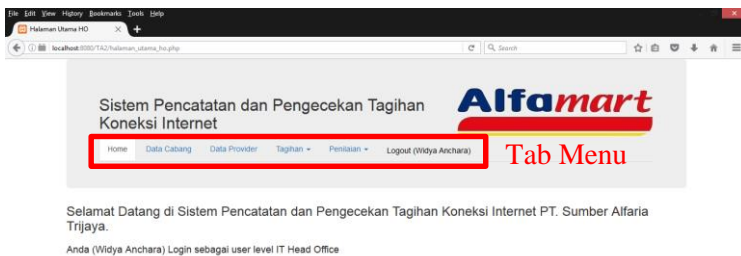 File Edit View History Bookmarks Tools Help
Halaman Utama HO
localhost:8080/TA2/halaman_utama_ho.php
Search
Sistem Pencatatan dan Pengecekan Tagihan
Koneksi Internet
Alfamart
Home Data Cabang Data Provider Tagihan Penilaian Logout (Widya Anchara)
Tab Menu
Selamat Datang di Sistem Pencatatan dan Pengecekan Tagihan Koneksi Internet PT. Sumber Alfaria
Trijaya.
Anda (Widya Anchara) Login sebagai user level IT Head Office